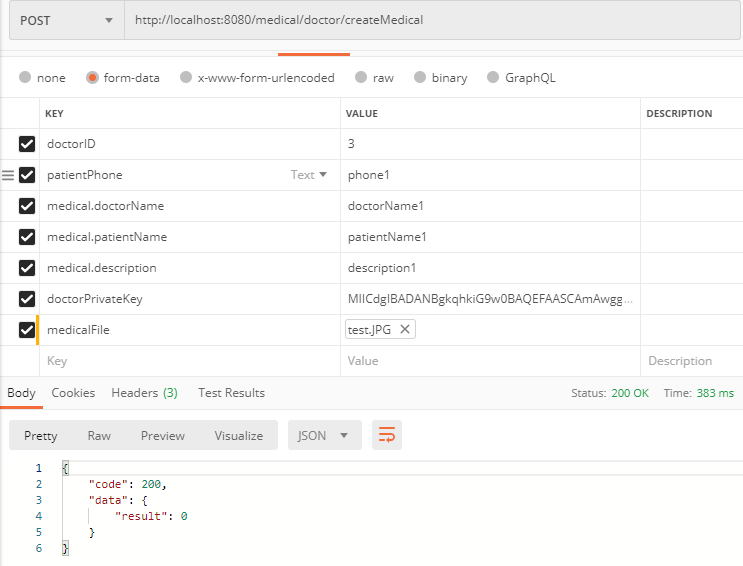 POST http://localhost:8080/medical/doctor/createMedical
none form-data x-www-form-urlencoded raw binary GraphQL
KEY VALUE DESCRIPTION
doctorID 3
patientPhone Text phone1
medical.doctorName doctorName1
medical.patientName patientName1
medical.description description1
doctorPrivateKey MIICdgIBADANBgkqhkiG9w0BAQEFAASCAmAwgg...
medicalFile test.JPG
Key Value Description
Body Cookies Headers (3) Test Results Status: 200 OK Time: 383 ms
Pretty Raw Preview Visualize JSON
1 {
2 "code": 200,
3 "data": {
4 "result": 0
5 }
6 }